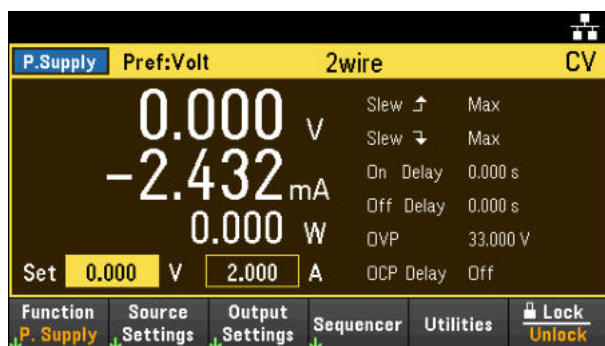 P.Supply Pref:Volt 2wire CV
0.000 V
-2.432 mA
0.000 W
Slew Max
Slew Max
On Delay 0.000 s
Off Delay 0.000 s
OVP 33.000 V
OCP Delay Off
Set 0.000 V 2.000 A
Function P. Supply
Source Settings
Output Settings
Sequencer
Utilities
Lock Unlock